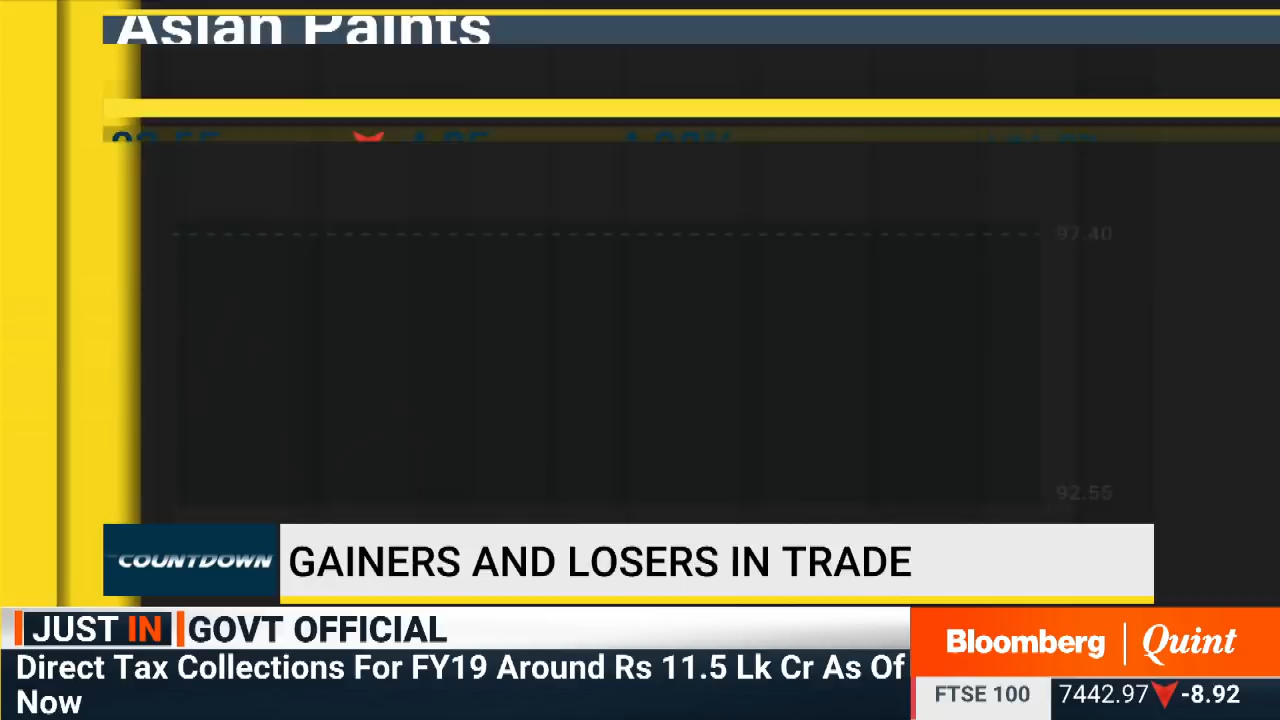 Asian Paints
97.40
92.55
COUNTDOWN
GAINERS AND LOSERS IN TRADE
JUST IN GOVT OFFICIAL
Direct Tax Collections For FY19 Around Rs 11.5 Lk Cr As Of
Now
Bloomberg | Quint
FTSE 100 7442.97 -8.92